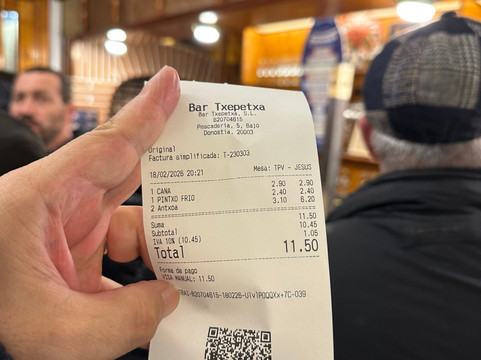 Bar Txepetxa
Bar Txepetxa, S.L.
B20704615
Pescaderia, 5, Bajo
Donostia. 20003
Original
Factura simplificada: T-230303
18/02/2026 20:21 Mesa: TPV - JESUS
1 CANA 2.90 2.90
1 PINTXO FRIO 2.40 2.40
2 Antxoa 3.10 6.20
Suma 11.50
Subtotal 10.45
IVA 10% (10.45) 1.05
Total 11.50
Forma de pago
VISA MANUAL: 11.50